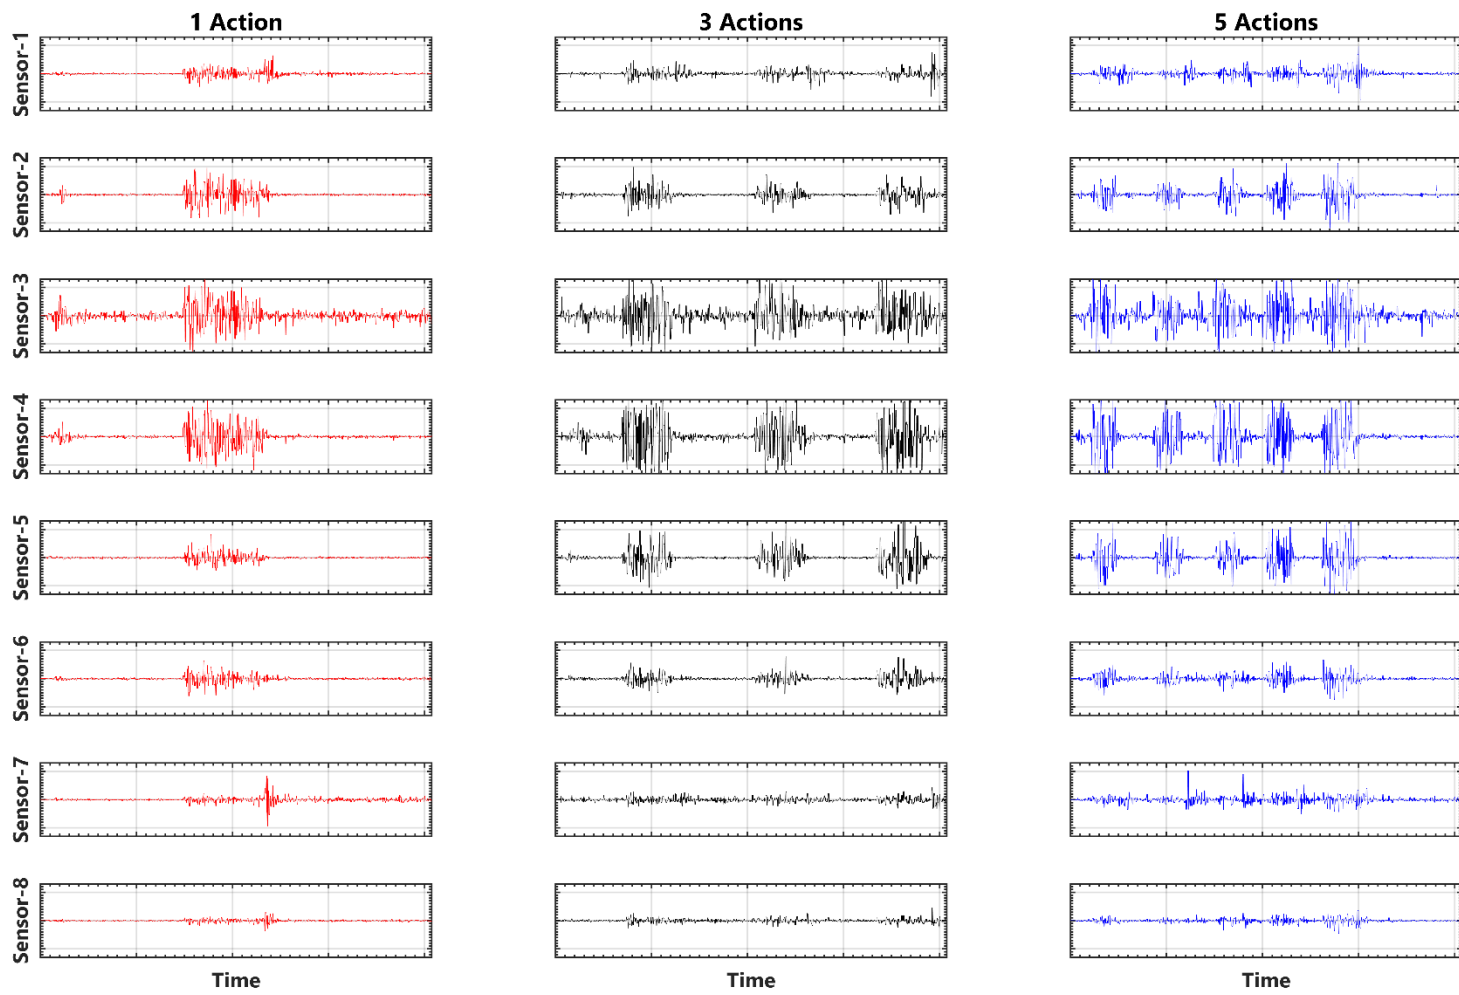 1 Action
3 Actions
5 Actions
Sensor-1
Sensor-2
Sensor-3
Sensor-4
Sensor-5
Sensor-6
Sensor-7
Sensor-8
Time
Time
Time